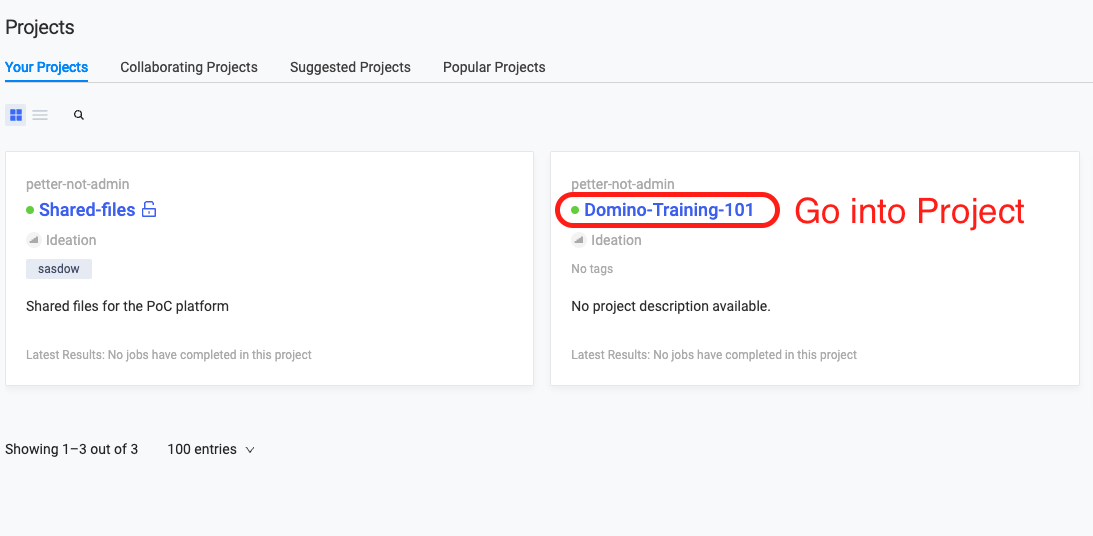 Projects
Your Projects Collaborating Projects Suggested Projects Popular Projects
petter-not-admin
Shared-files
Ideation
sasdow
Shared files for the PoC platform
Latest Results: No jobs have completed in this project
petter-not-admin
Domino-Training-101 Go into Project
Ideation
No tags
No project description available.
Latest Results: No jobs have completed in this project
Showing 1–3 out of 3 100 entries